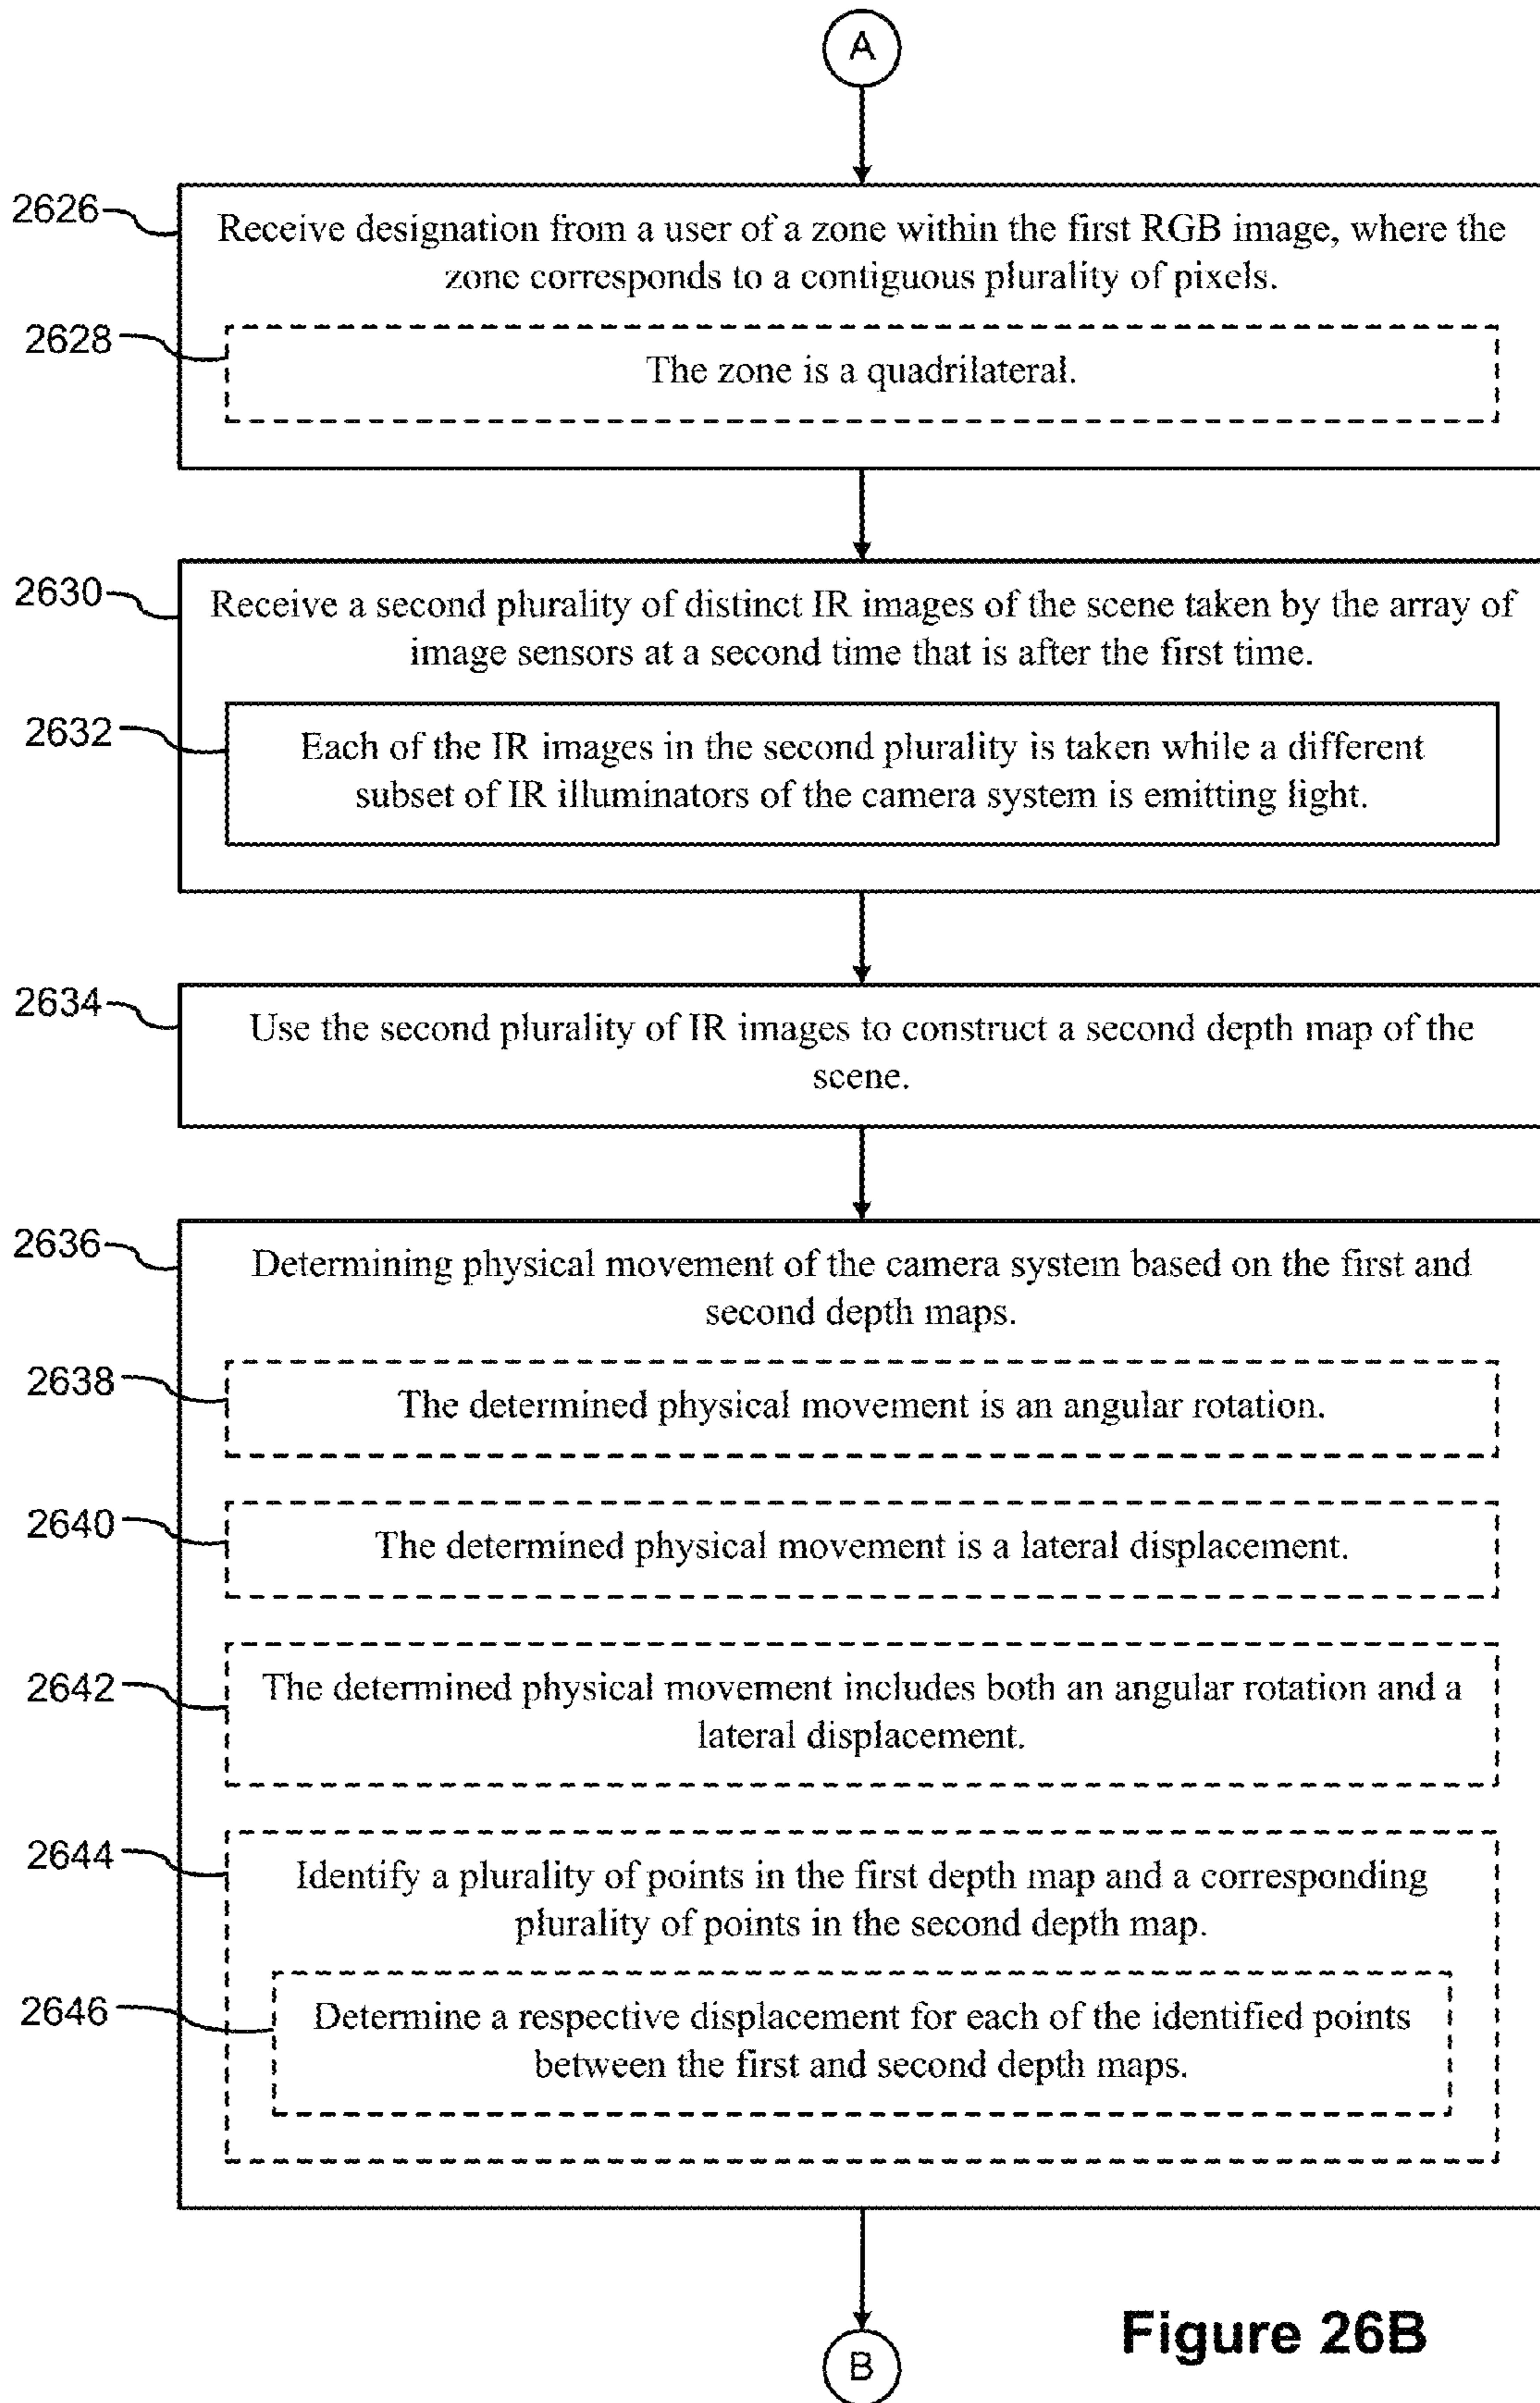 A
2626
Receive designation from a user of a zone within the first RGB image, where the
zone corresponds to a contiguous plurality of pixels.
2628
The zone is a quadrilateral.
2630
Receive a second plurality of distinct IR images of the scene taken by the array of
image sensors at a second time that is after the first time.
2632
Each of the IR images in the second plurality is taken while a different
subset of IR illuminators of the camera system is emitting light.
2634
Use the second plurality of IR images to construct a second depth map of the
scene.
2636
Determining physical movement of the camera system based on the first and
second depth maps.
2638
The determined physical movement is an angular rotation.
2640
The determined physical movement is a lateral displacement.
2642
The determined physical movement includes both an angular rotation and a
lateral displacement.
2644
Identify a plurality of points in the first depth map and a corresponding
plurality of points in the second depth map.
2646
Determine a respective displacement for each of the identified points
between the first and second depth maps.
B
Figure 26B